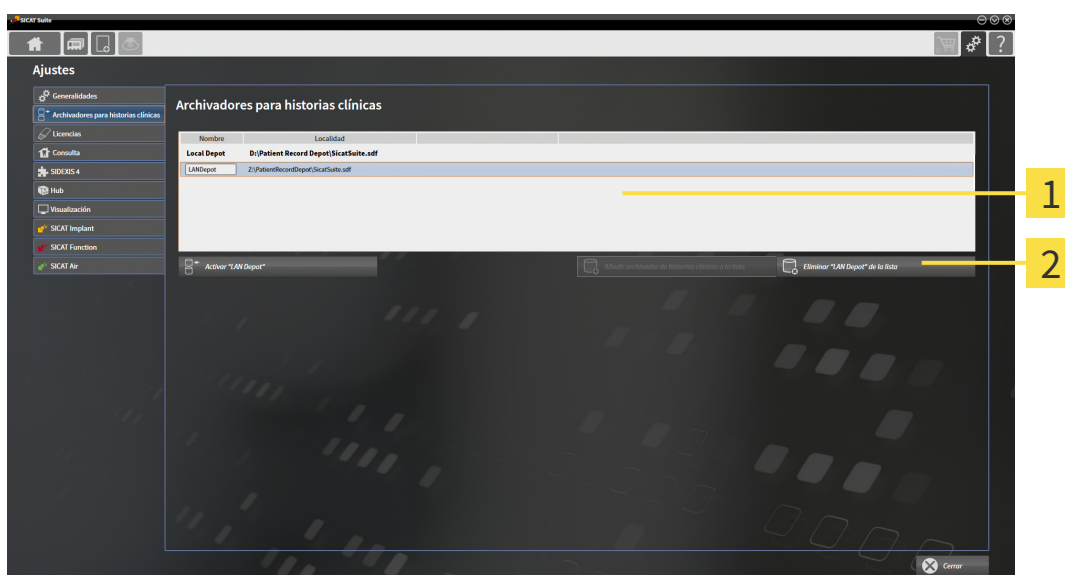 SICAT Suite
?
Ajustes
Generalidades
Archivadores para historias clínicas
Licencias
Consulta
SIDEXIS 4
Hub
Visualización
SICAT Implant
SICAT Function
SICAT Air
Archivadores para historias clínicas
Nombre Localidad
Local Depot D:\Patient Record Depot\SicatSuite.sdf
LANDepot Z:\PatientRecordDepot\SicatSuite.sdf
1
Activar "LAN Depot"
Añadir archivador de historias clínicas a la lista
Eliminar "LAN Depot" de la lista
2
Cerrar